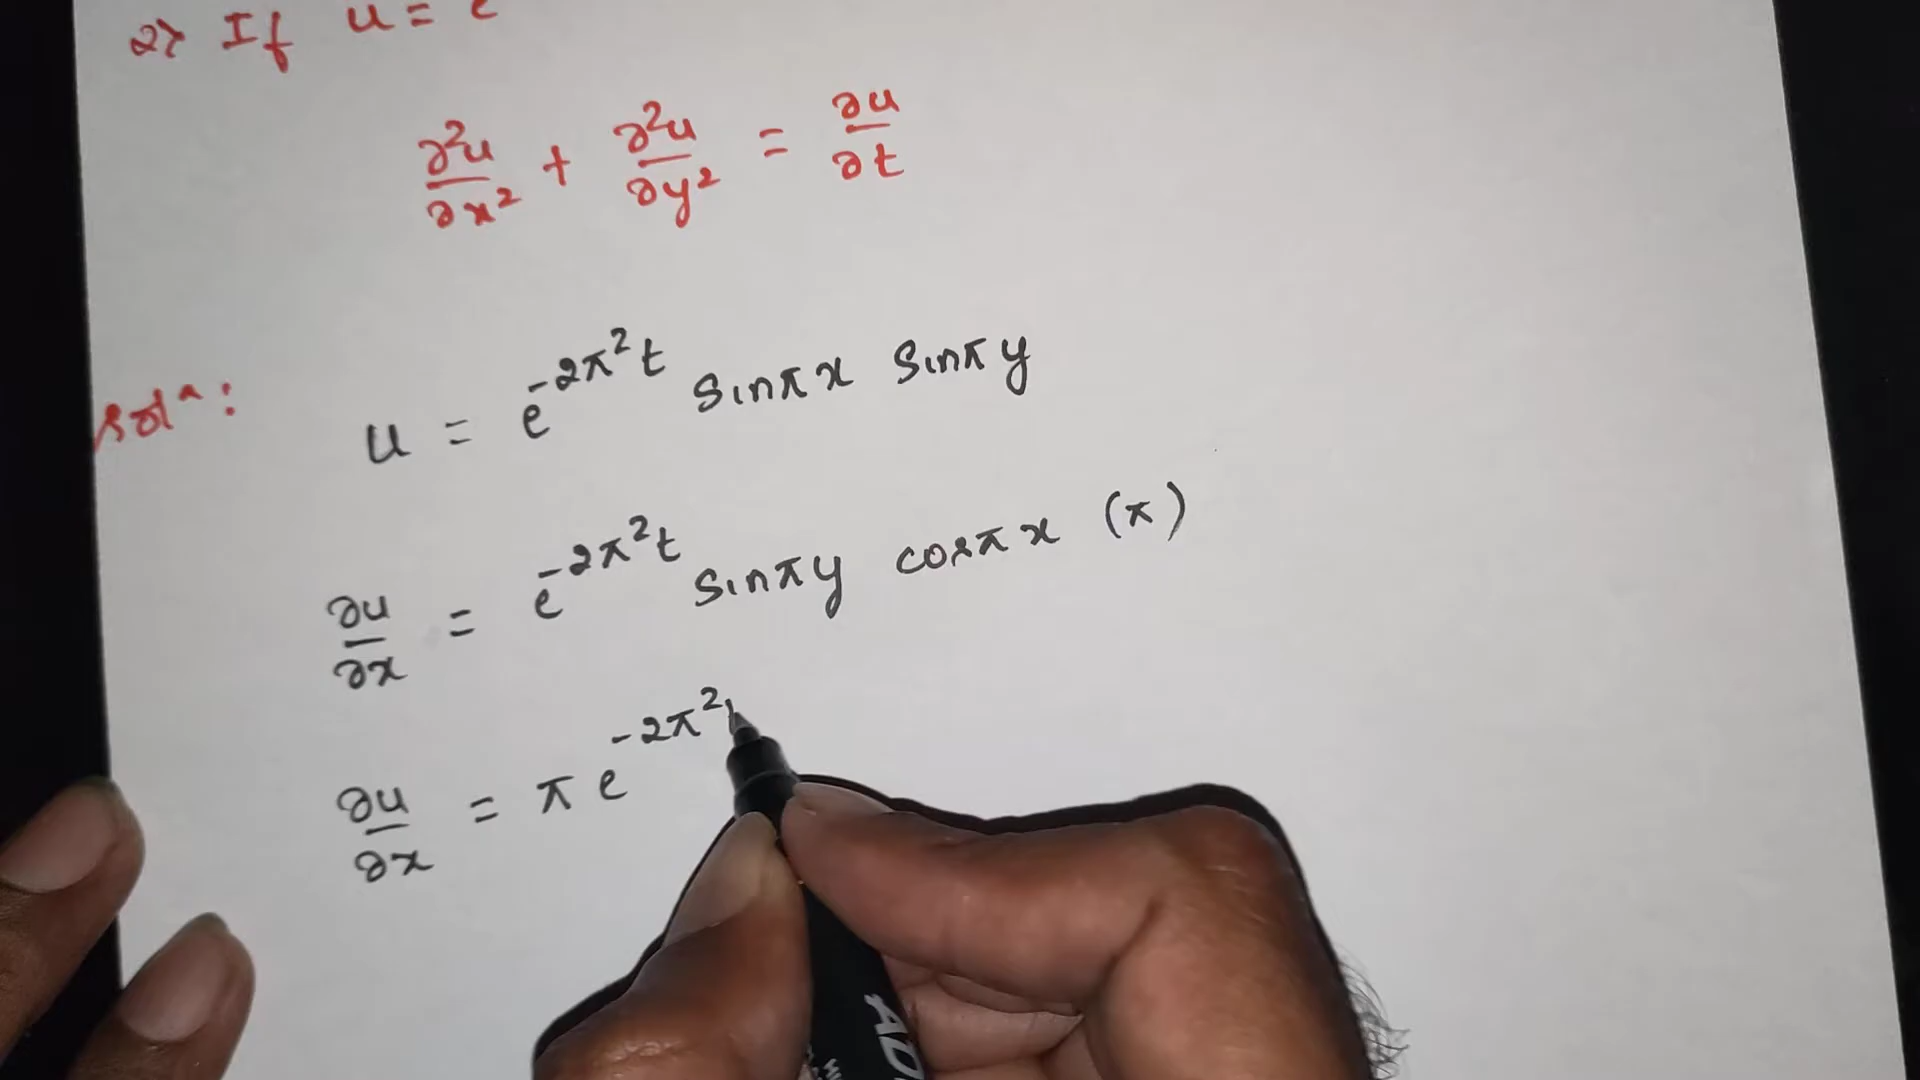 2) If u = e
∂²u/∂x² + ∂²u/∂y² = ∂u/∂t
solⁿ: u = e^{-2π²t} sinπx sinπy
∂u/∂x = e^{-2π²t} sinπy cosπx (π)
∂u/∂x = π e^{-2π²